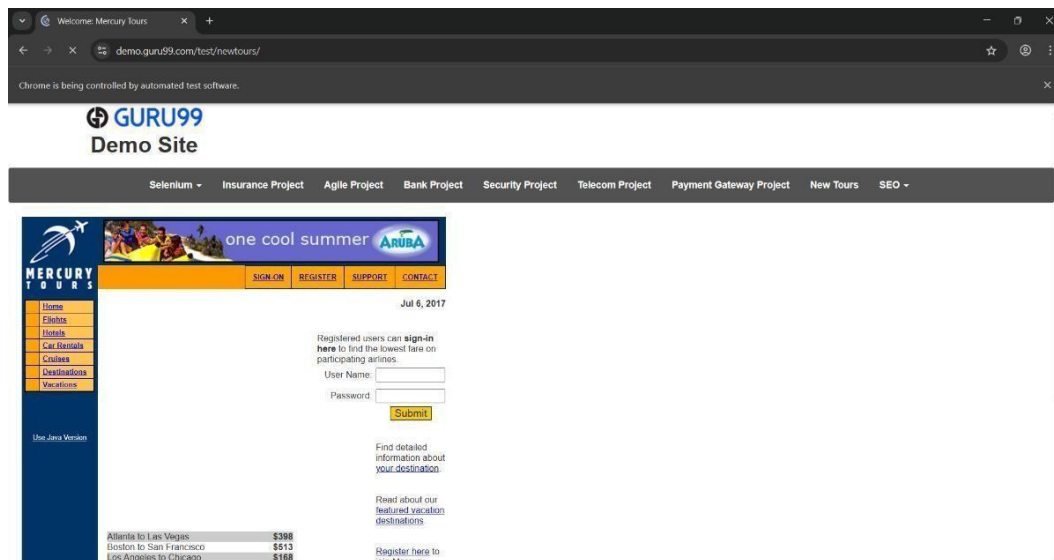 Welcome: Mercury Tours
demo.guru99.com/test/newtours/
Chrome is being controlled by automated test software.
GURU99
Demo Site
Selenium Insurance Project Agile Project Bank Project Security Project Telecom Project Payment Gateway Project New Tours SEO
one cool summer ARUBA
MERCURY
TOURS
SIGN-ON REGISTER SUPPORT CONTACT
Jul 6, 2017
Home
Flights
Hotels
Car Rentals
Cruises
Destinations
Vacations
Use Java Version
Registered users can sign-in
here to find the lowest fare on
participating airlines.
User Name:
Password:
Submit
Find detailed
information about
your destination.
Read about our
featured vacation
destinations
Atlanta to Las Vegas $398
Boston to San Francisco $513
Los Angeles to Chicago $168
Register here to
join Mercury